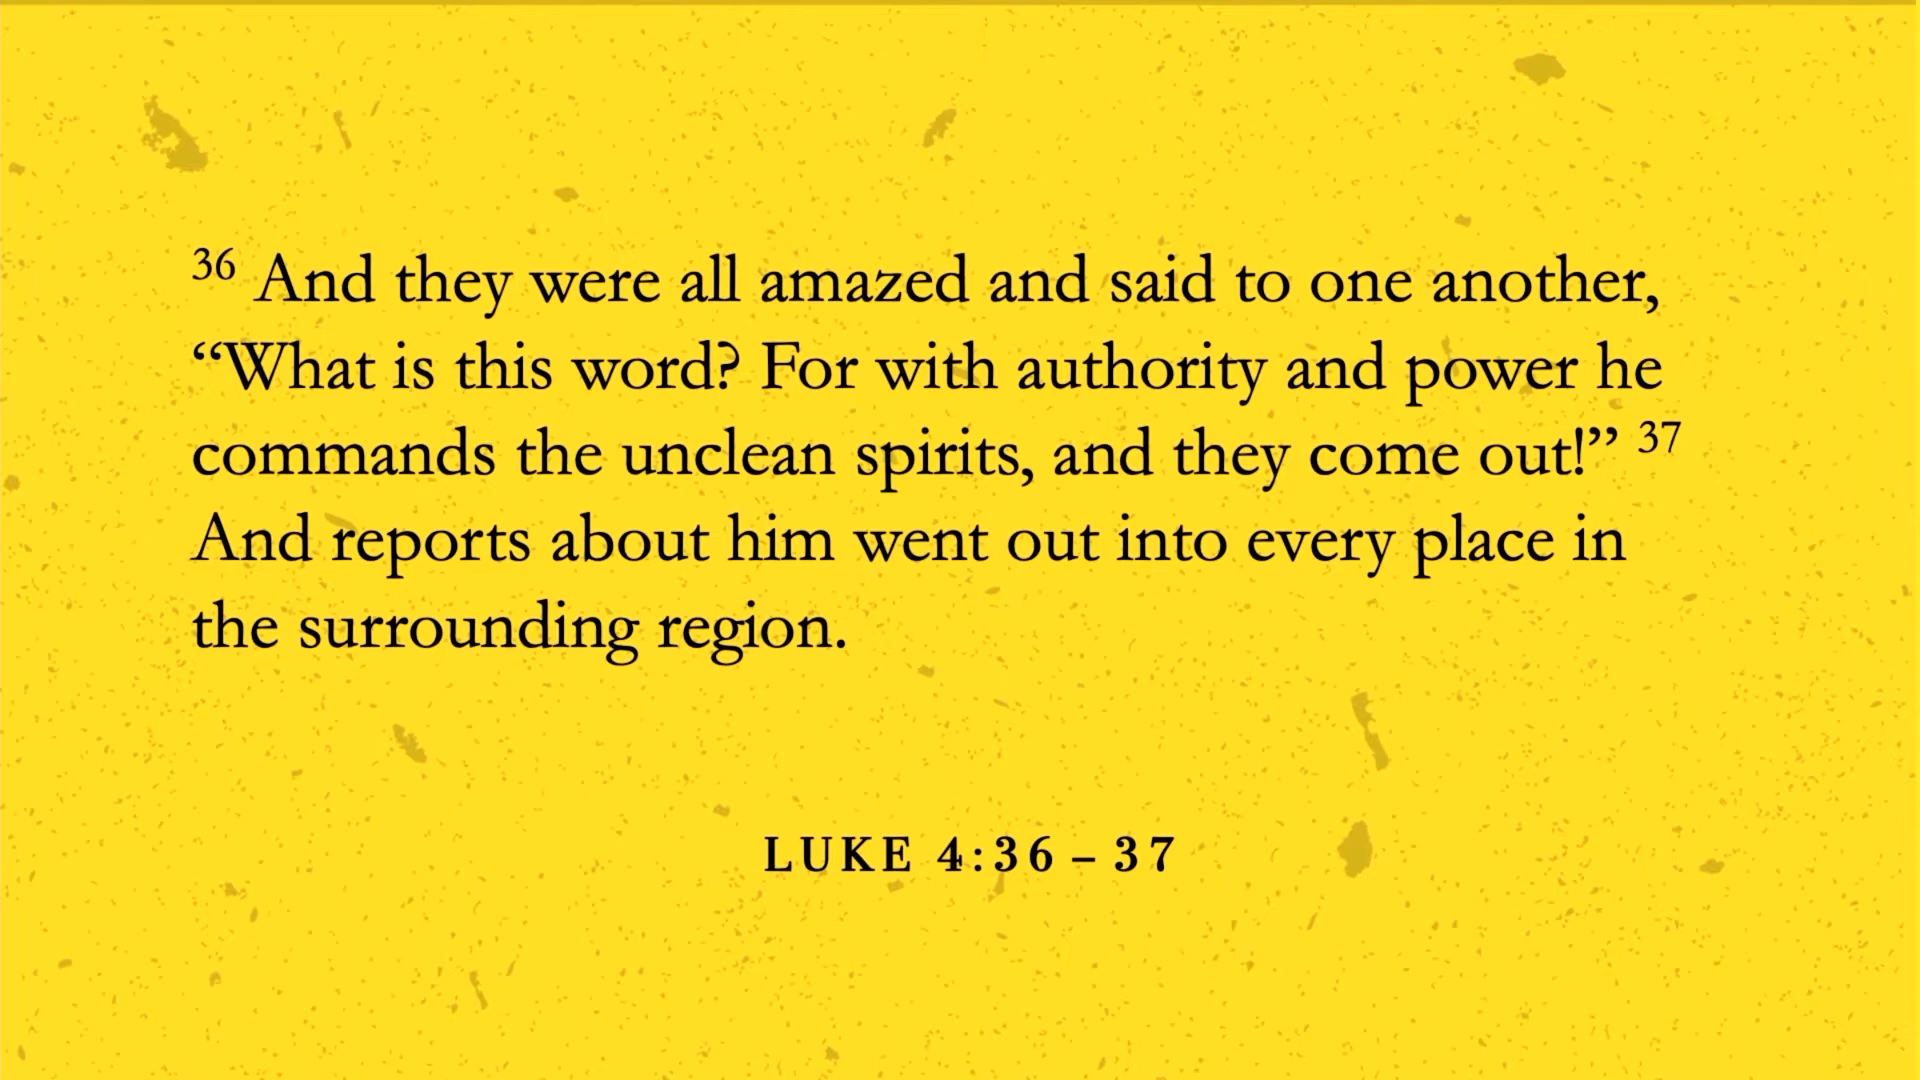 36 And they were all amazed and said to one another,
“What is this word? For with authority and power he
commands the unclean spirits, and they come out!” 37
And reports about him went out into every place in
the surrounding region.
LUKE 4:36 – 37